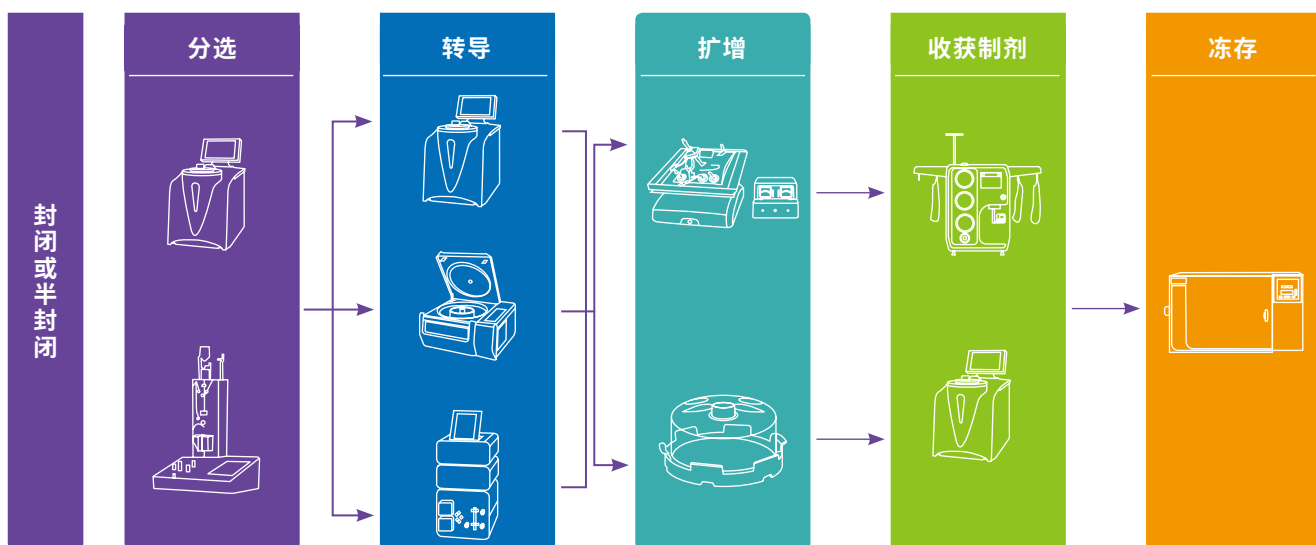 封闭或半封闭
分选
转导
扩增
收获制剂
冻存